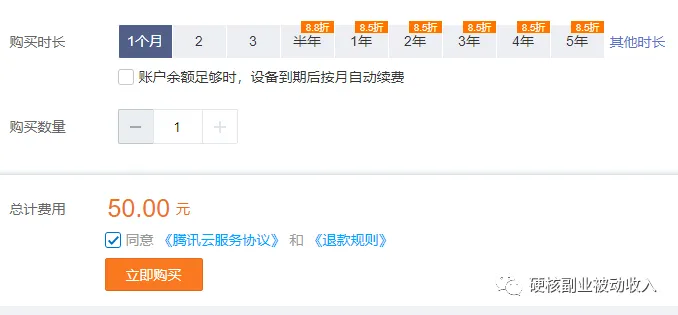 8.8折 8.5折 8.5折 8.5折 8.5折 8.5折
购买时长 1个月 2 3 半年 1年 2年 3年 4年 5年 其他时长
账户余额足够时，设备到期后按月自动续费
购买数量 − 1 +
总计费用 50.00 元
同意 《腾讯云服务协议》 和 《退款规则》
立即购买
硬核副业被动收入